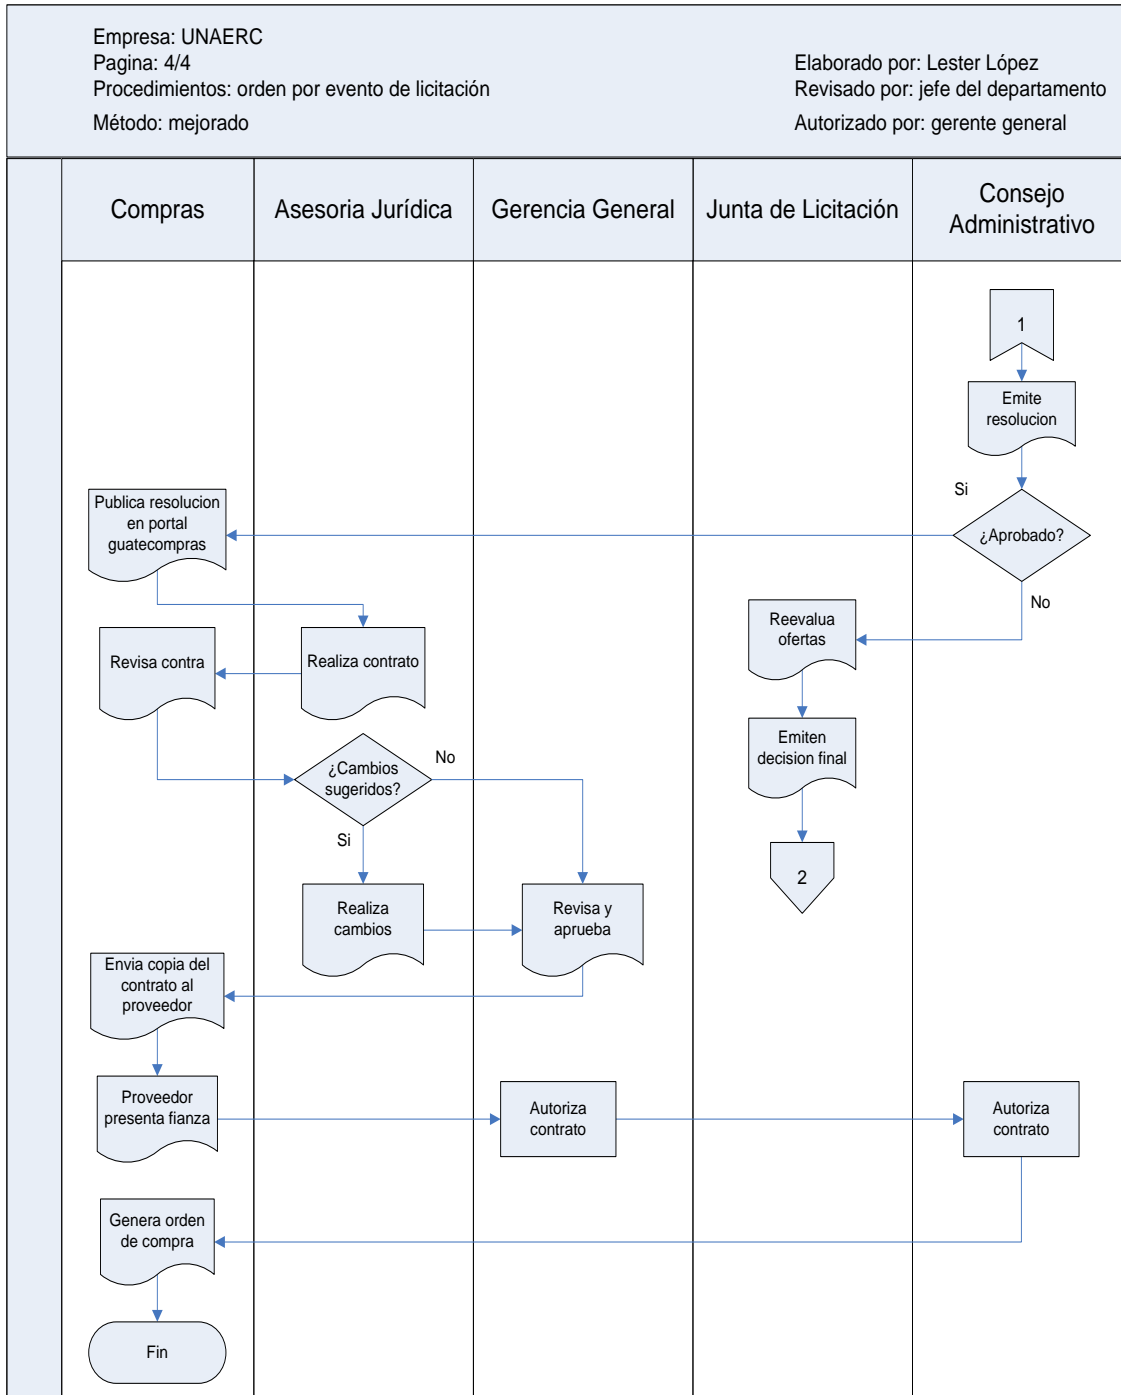 Empresa: UNAERC
Pagina: 4/4
Procedimientos: orden por evento de licitación
Método: mejorado
Elaborado por: Lester López
Revisado por: jefe del departamento
Autorizado por: gerente general
Compras
Asesoria Jurídica
Gerencia General
Junta de Licitación
Consejo
Administrativo
1
Emite
resolucion
Si
¿Aprobado?
No
Publica resolucion
en portal
guatecompras
Reevalua
ofertas
Revisa contra
Realiza contrato
Emiten
decision final
¿Cambios
sugeridos?
No
Si
2
Realiza
cambios
Revisa y
aprueba
Envia copia del
contrato al
proveedor
Proveedor
presenta fianza
Autoriza
contrato
Autoriza
contrato
Genera orden
de compra
Fin